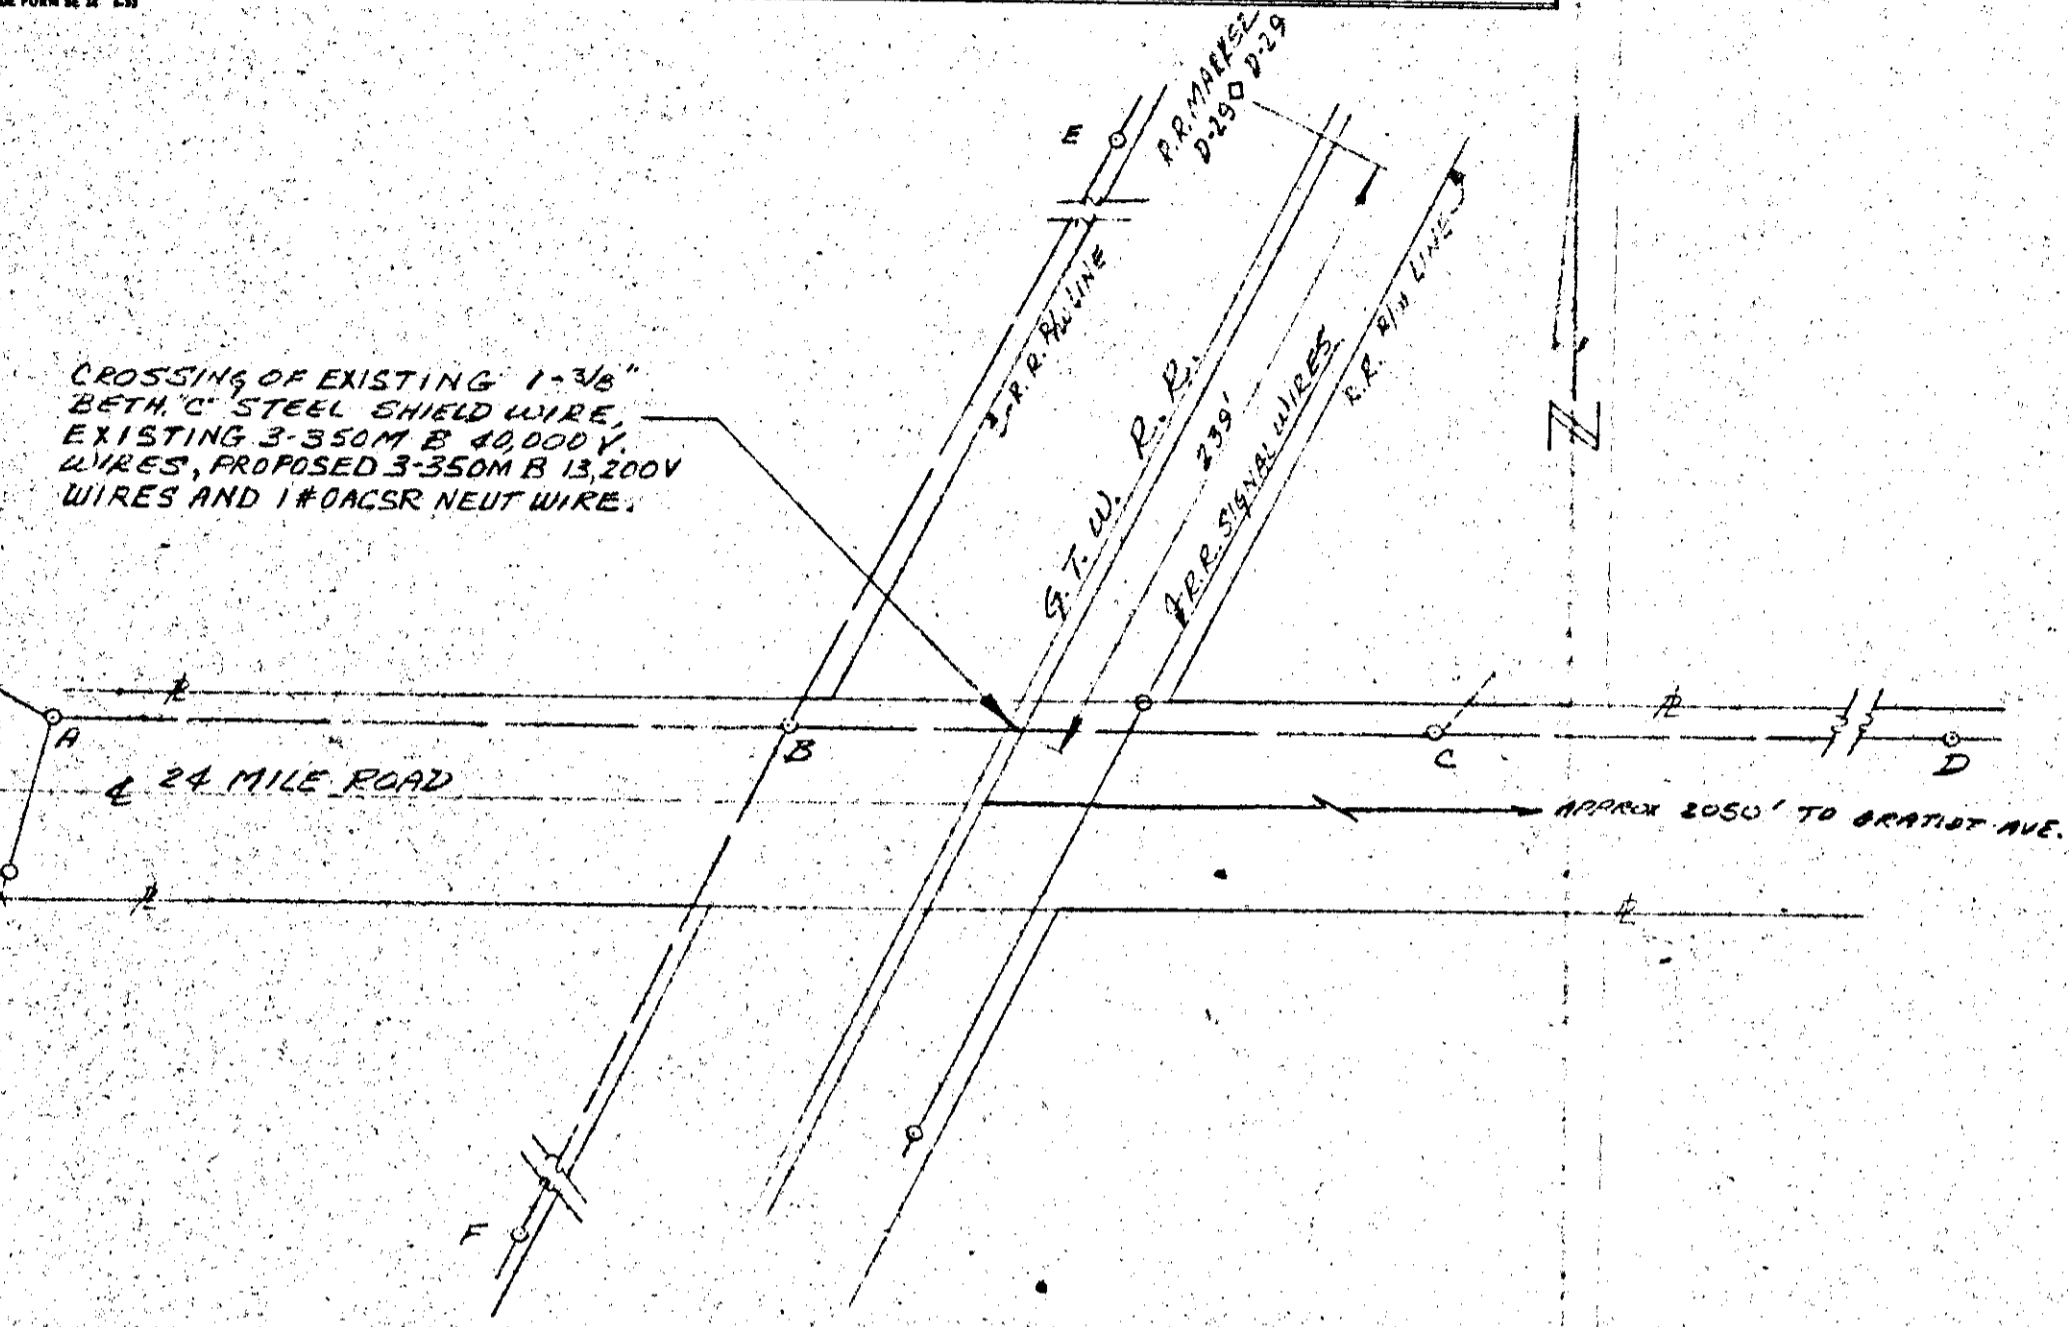 R.R. MARKER
D-29 D-29
E
R.R. R/W LINE
CROSSING OF EXISTING 1-3/8"
BETH. "C" STEEL SHIELD WIRE,
EXISTING 3-350M B 40,000 V.
WIRES, PROPOSED 3-350M B 13,200V
WIRES AND 1#0ACSR NEUT WIRE.
G. T. W. R. R.
239'
R.R. SIGNAL WIRES
R.R. R/W LINE
N
A
B
C
D
24 MILE ROAD
APPROX 2050' TO GRATIOT AVE.
F